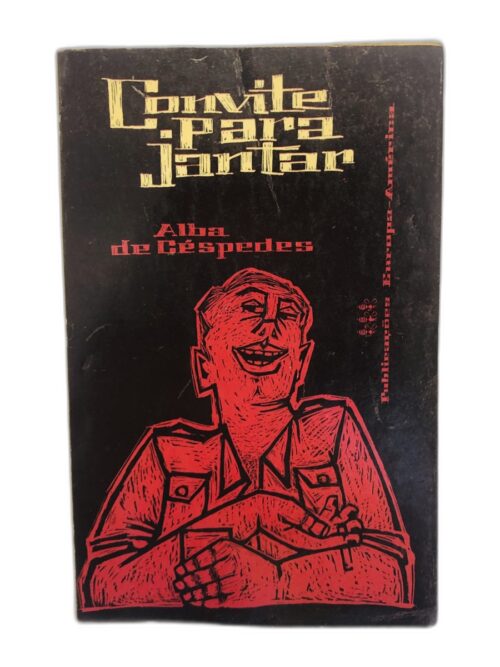 Convite
para
jantar
Alba
de Céspedes
Publicações Europa-América